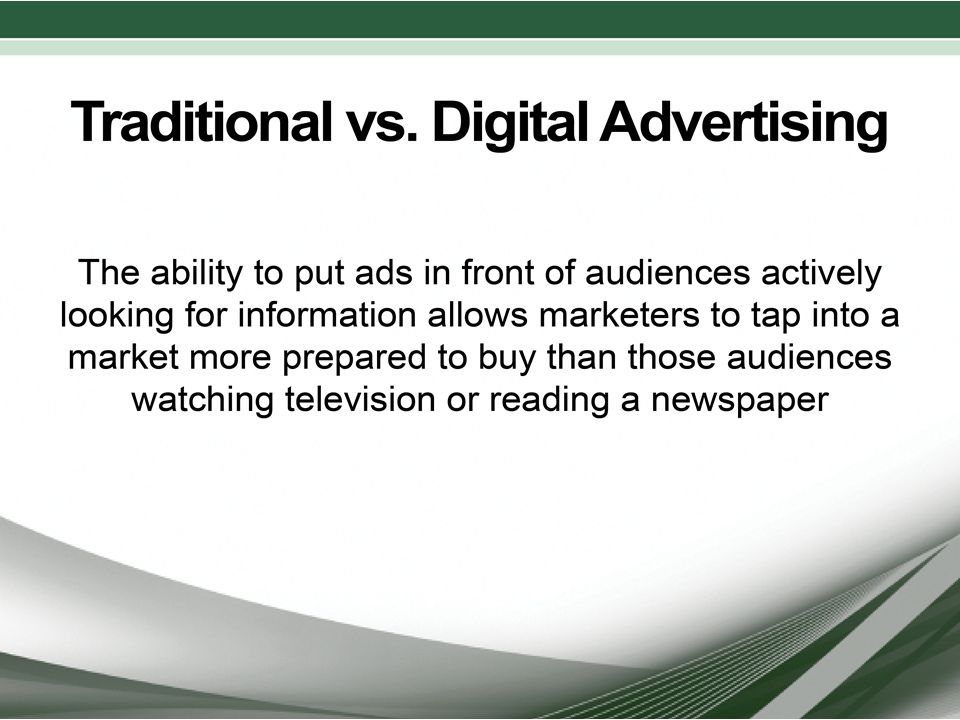 Traditional vs. Digital Advertising
The ability to put ads in front of audiences actively
looking for information allows marketers to tap into a
market more prepared to buy than those audiences
watching television or reading a newspaper